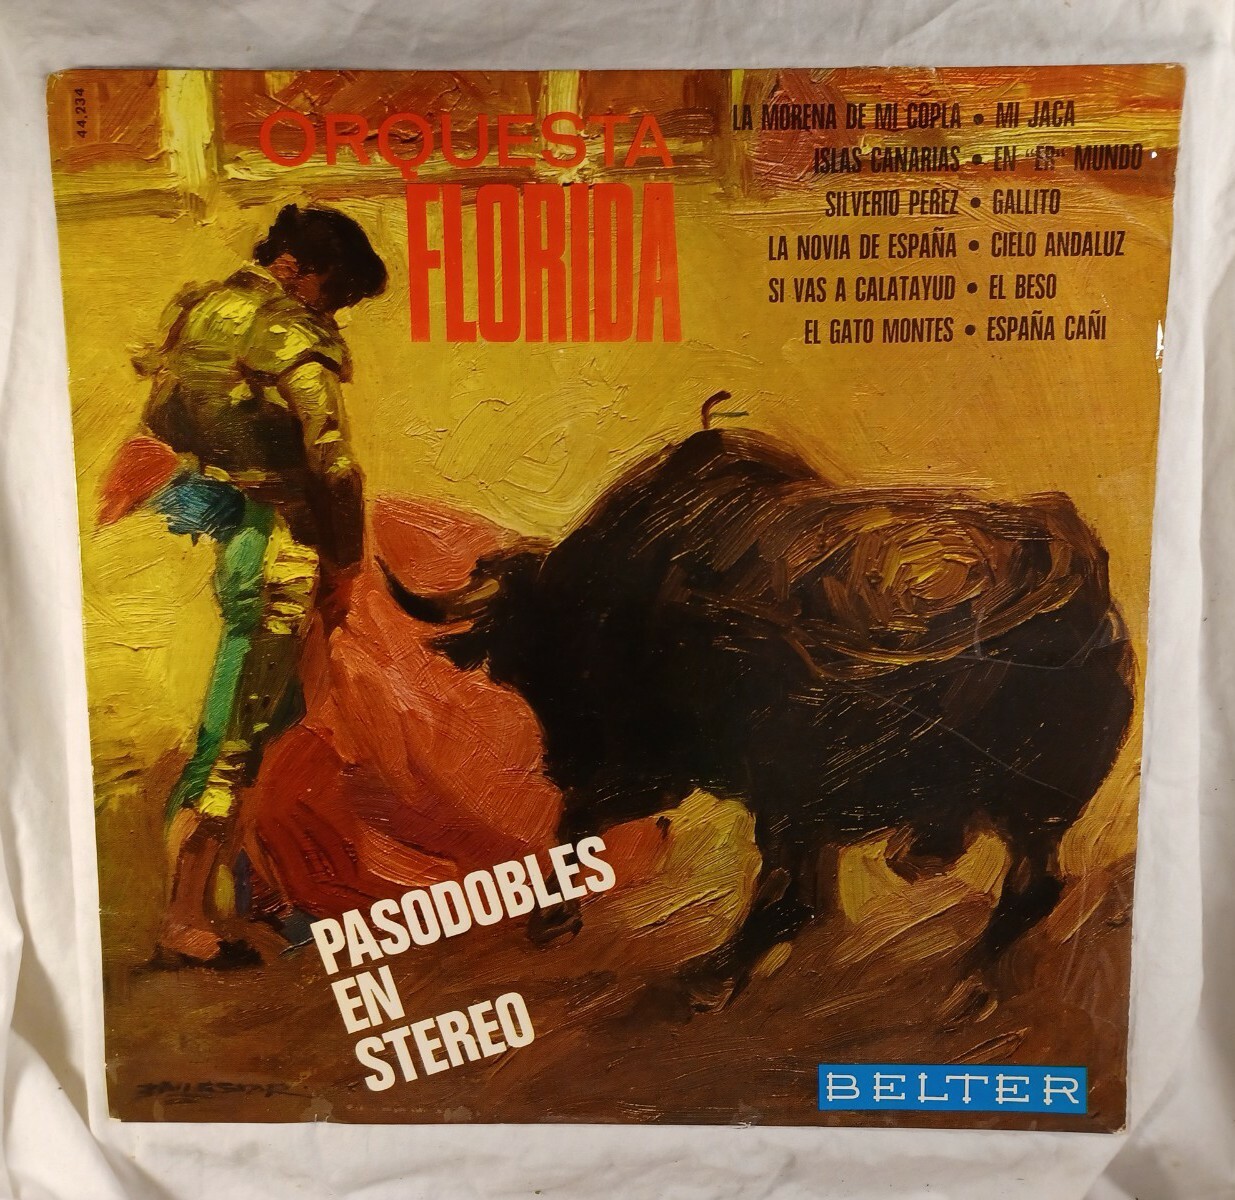 44,234
ORQUESTA
FLORIDA
LA MORENA DE MI COPLA • MI JACA
ISLAS CANARIAS • EN "ER" MUNDO
SILVERIO PEREZ • GALLITO
LA NOVIA DE ESPAÑA • CIELO ANDALUZ
SI VAS A CALATAYUD • EL BESO
EL GATO MONTES • ESPAÑA CAÑI
PASODOBLES
EN
STEREO
BELTER